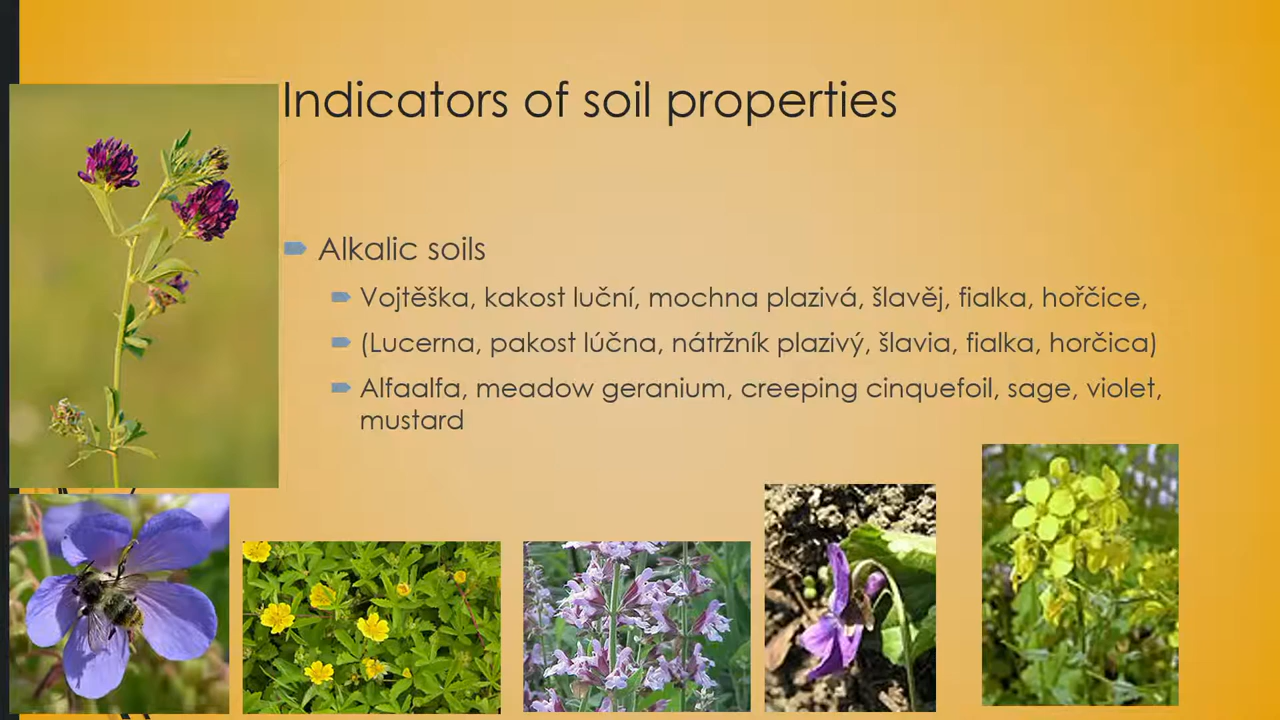 Indicators of soil properties
Alkalic soils
Vojtěška, kakost luční, mochna plazivá, šlavěj, fialka, hořčice,
(Lucerna, pakost lúčna, nátržník plazivý, šlavia, fialka, horčica)
Alfaalfa, meadow geranium, creeping cinquefoil, sage, violet,
mustard